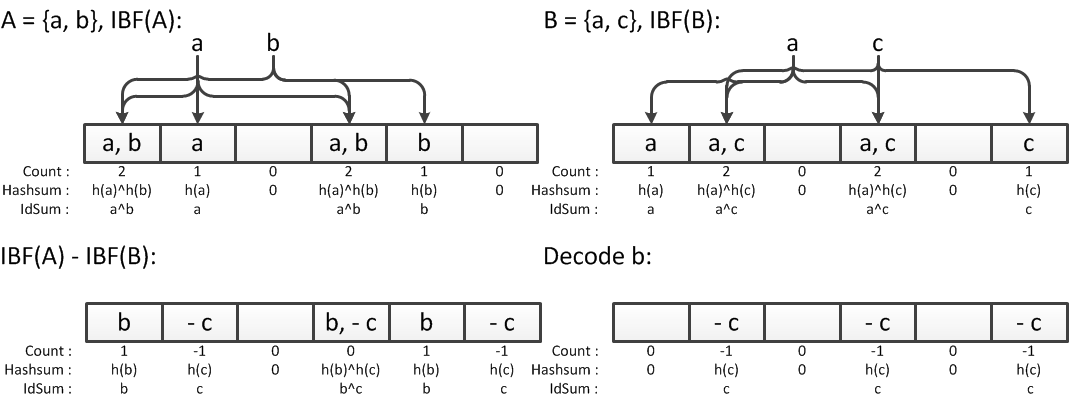 A = {a, b}, IBF(A):
a b
a, b a a, b b
Count : 2 1 0 2 1 0
Hashsum : h(a)^h(b) h(a) 0 h(a)^h(b) h(b) 0
IdSum : a^b a a^b b
B = {a, c}, IBF(B):
a c
a a, c a, c c
Count : 1 2 0 2 0 1
Hashsum : h(a) h(a)^h(c) 0 h(a)^h(c) 0 h(c)
IdSum : a a^c a^c c
IBF(A) - IBF(B):
b - c b, - c b - c
Count : 1 -1 0 0 1 -1
Hashsum : h(b) h(c) 0 h(b)^h(c) h(b) h(c)
IdSum : b c b^c b c
Decode b:
- c - c - c
Count : 0 -1 0 -1 0 -1
Hashsum : 0 h(c) 0 h(c) 0 h(c)
IdSum : c c c